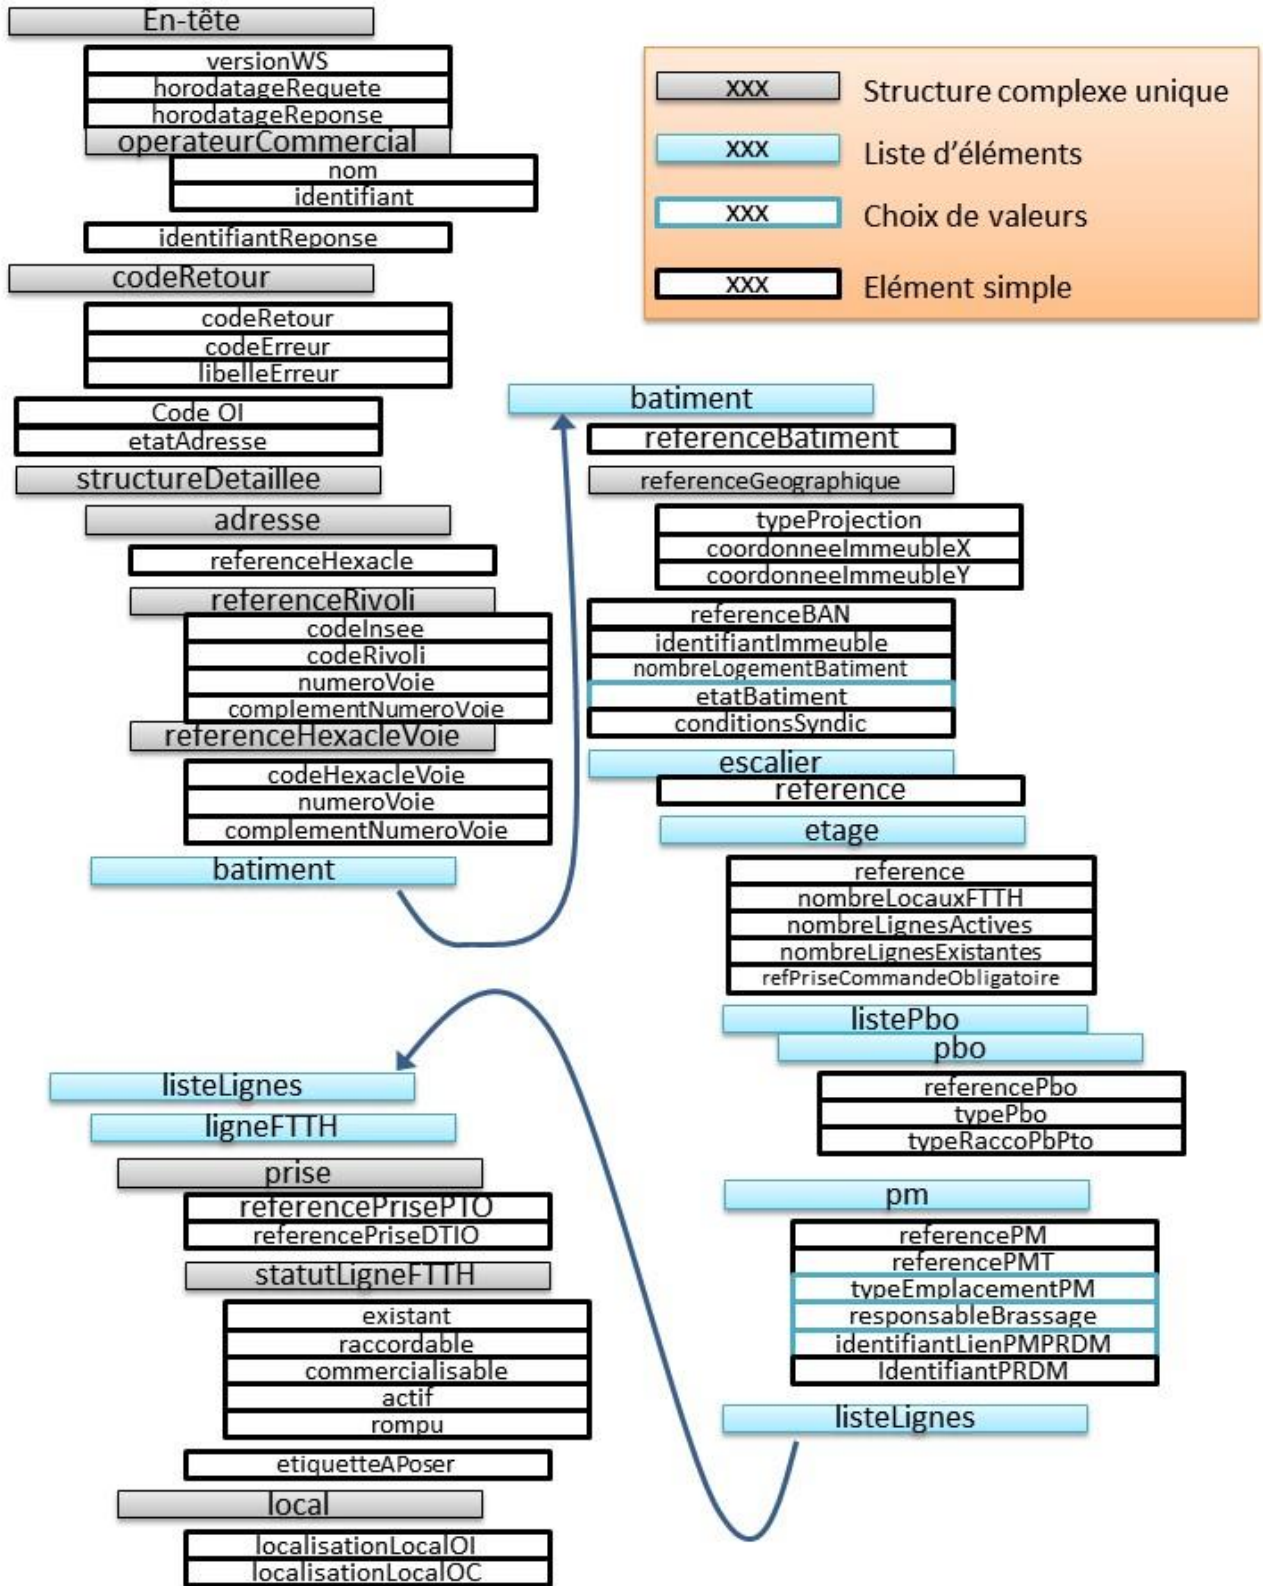 En-tête
versionWS
horodatageRequete
horodatageReponse
operateurCommercial
nom
identifiant
identifiantReponse
codeRetour
codeRetour
codeErreur
libelleErreur
Code OI
etatAdresse
structureDetaillee
adresse
referenceHexacle
referenceRivoli
codeInsee
codeRivoli
numeroVoie
complementNumeroVoie
referenceHexacleVoie
codeHexacleVoie
numeroVoie
complementNumeroVoie
batiment
xxx Structure complexe unique
xxx Liste d'éléments
xxx Choix de valeurs
xxx Elément simple
batiment
referenceBatiment
referenceGeographique
typeProjection
coordonneeImmeubleX
coordonneeImmeubleY
referenceBAN
identifiantImmeuble
nombreLogementBatiment
etatBatiment
conditionsSyndic
escalier
reference
etage
reference
nombreLocauxFTTH
nombreLignesActives
nombreLignesExistantes
refPriseCommandeObligatoire
listePbo
pbo
referencePbo
typePbo
typeRaccoPbPto
pm
referencePM
referencePMT
typeEmplacementPM
responsableBrassage
identifiantLienPMPRDM
IdentifiantPRDM
listeLignes
listeLignes
ligneFTTH
prise
referencePrisePTO
referencePriseDTIO
statutLigneFTTH
existant
raccordable
commercialisable
actif
rompu
etiquetteAPoser
local
localisationLocalOI
localisationLocalOC